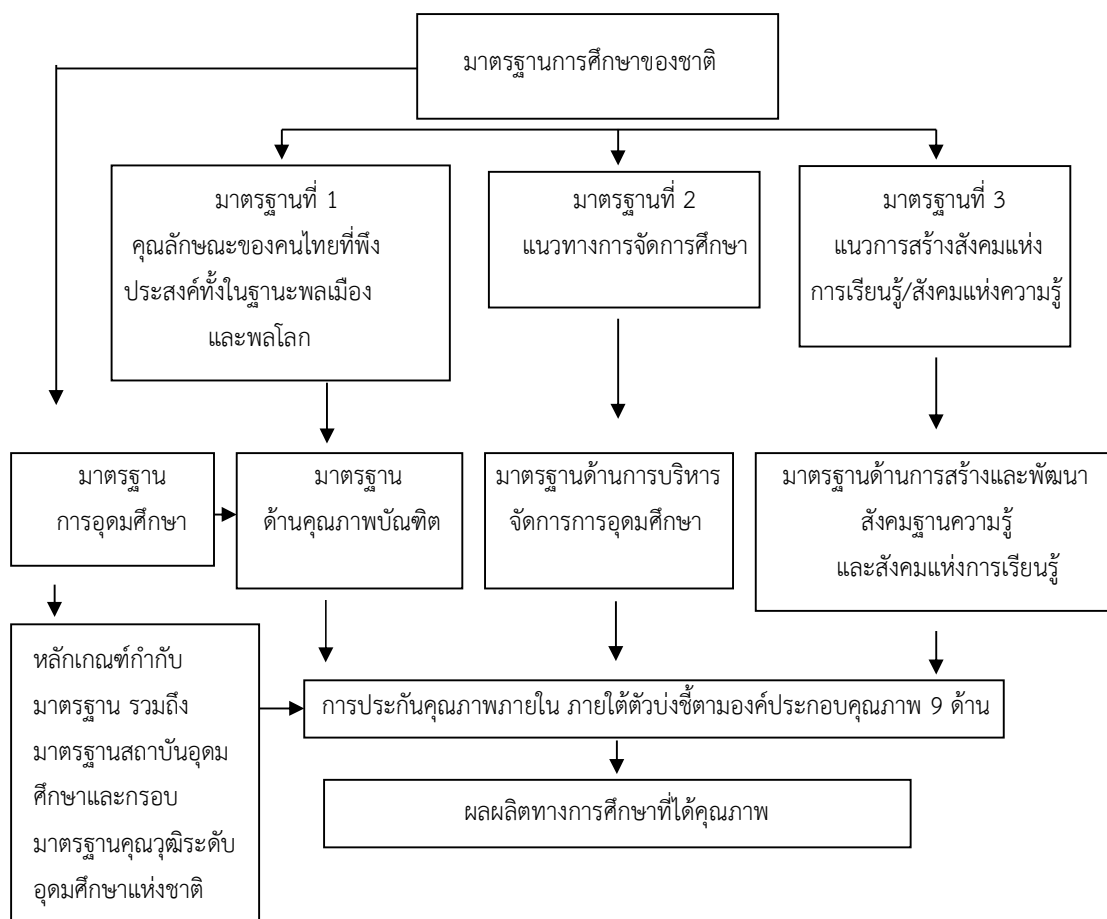 มาตรฐานการศึกษาของชาติ
มาตรฐานที่ 1
คุณลักษณะของคนไทยที่พึง
ประสงค์ทั้งในฐานะพลเมือง
และพลโลก
มาตรฐานที่ 2
แนวทางการจัดการศึกษา
มาตรฐานที่ 3
แนวการสร้างสังคมแห่ง
การเรียนรู้/สังคมแห่งความรู้
มาตรฐาน
การอุดมศึกษา
มาตรฐาน
ด้านคุณภาพบัณฑิต
มาตรฐานด้านการบริหาร
จัดการการอุดมศึกษา
มาตรฐานด้านการสร้างและพัฒนา
สังคมฐานความรู้
และสังคมแห่งการเรียนรู้
หลักเกณฑ์กำกับ
มาตรฐาน รวมถึง
มาตรฐานสถาบันอุดม
ศึกษาและกรอบ
มาตรฐานคุณวุฒิระดับ
อุดมศึกษาแห่งชาติ
การประกันคุณภาพภายใน ภายใต้ตัวบ่งชี้ตามองค์ประกอบคุณภาพ 9 ด้าน
ผลผลิตทางการศึกษาที่ได้คุณภาพ